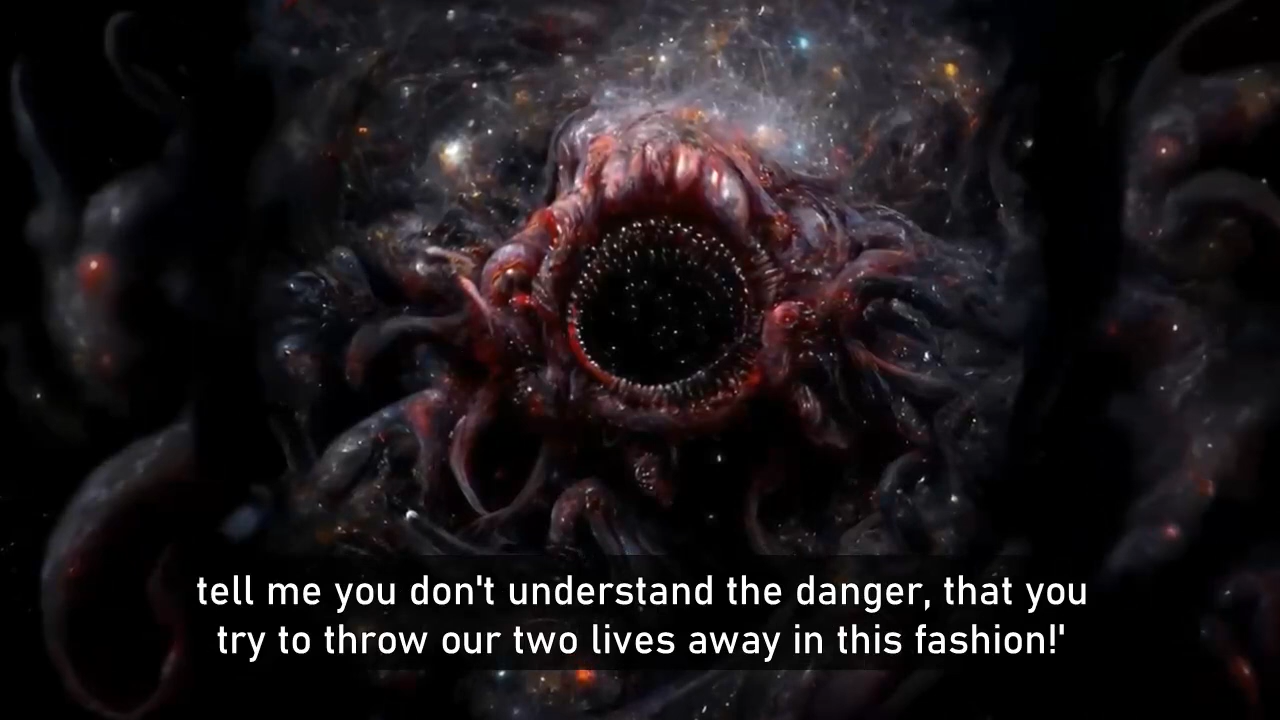 tell me you don't understand the danger, that you
try to throw our two lives away in this fashion!'